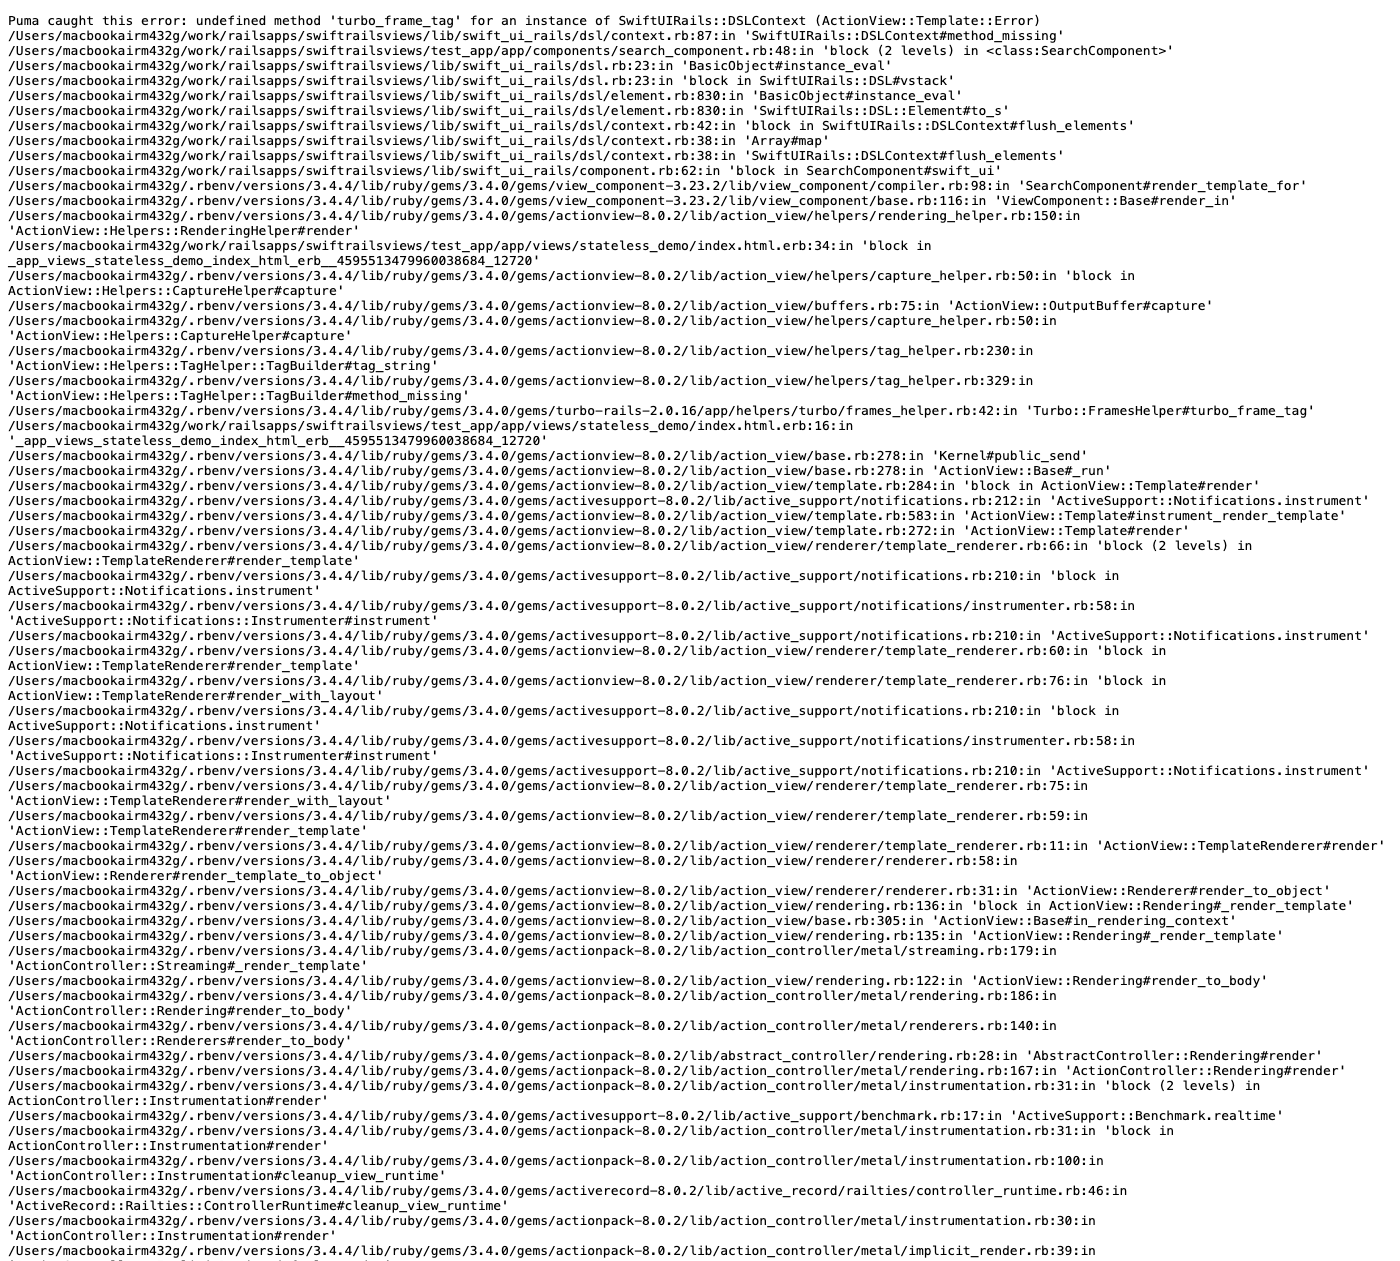 Puma caught this error: undefined method 'turbo_frame_tag' for an instance of SwiftUIRails::DSLContext (ActionView::Template::Error)
/Users/macbookairm432g/work/railsapps/swiftrailsviews/lib/swift_ui_rails/dsl/context.rb:87:in 'SwiftUIRails::DSLContext#method_missing'
/Users/macbookairm432g/work/railsapps/swiftrailsviews/test_app/app/components/search_component.rb:48:in 'block (2 levels) in <class:SearchComponent>'
/Users/macbookairm432g/work/railsapps/swiftrailsviews/lib/swift_ui_rails/dsl.rb:23:in 'BasicObject#instance_eval'
/Users/macbookairm432g/work/railsapps/swiftrailsviews/lib/swift_ui_rails/dsl.rb:23:in 'block in SwiftUIRails::DSL#vstack'
/Users/macbookairm432g/work/railsapps/swiftrailsviews/lib/swift_ui_rails/dsl/element.rb:830:in 'BasicObject#instance_eval'
/Users/macbookairm432g/work/railsapps/swiftrailsviews/lib/swift_ui_rails/dsl/element.rb:830:in 'SwiftUIRails::DSL::Element#to_s'
/Users/macbookairm432g/work/railsapps/swiftrailsviews/lib/swift_ui_rails/dsl/context.rb:42:in 'block in SwiftUIRails::DSLContext#flush_elements'
/Users/macbookairm432g/work/railsapps/swiftrailsviews/lib/swift_ui_rails/dsl/context.rb:38:in 'Array#map'
/Users/macbookairm432g/work/railsapps/swiftrailsviews/lib/swift_ui_rails/dsl/context.rb:38:in 'SwiftUIRails::DSLContext#flush_elements'
/Users/macbookairm432g/work/railsapps/swiftrailsviews/lib/swift_ui_rails/component.rb:62:in 'block in SearchComponent#swift_ui'
/Users/macbookairm432g/.rbenv/versions/3.4.4/lib/ruby/gems/3.4.0/gems/view_component-3.23.2/lib/view_component/compiler.rb:98:in 'SearchComponent#render_template_for'
/Users/macbookairm432g/.rbenv/versions/3.4.4/lib/ruby/gems/3.4.0/gems/view_component-3.23.2/lib/view_component/base.rb:116:in 'ViewComponent::Base#render_in'
/Users/macbookairm432g/.rbenv/versions/3.4.4/lib/ruby/gems/3.4.0/gems/actionview-8.0.2/lib/action_view/helpers/rendering_helper.rb:150:in
'ActionView::Helpers::RenderingHelper#render'
/Users/macbookairm432g/work/railsapps/swiftrailsviews/test_app/app/views/stateless_demo/index.html.erb:34:in 'block in
_app_views_stateless_demo_index_html_erb__4595513479960038684_12720'
/Users/macbookairm432g/.rbenv/versions/3.4.4/lib/ruby/gems/3.4.0/gems/actionview-8.0.2/lib/action_view/helpers/capture_helper.rb:50:in 'block in
ActionView::Helpers::CaptureHelper#capture'
/Users/macbookairm432g/.rbenv/versions/3.4.4/lib/ruby/gems/3.4.0/gems/actionview-8.0.2/lib/action_view/buffers.rb:75:in 'ActionView::OutputBuffer#capture'
/Users/macbookairm432g/.rbenv/versions/3.4.4/lib/ruby/gems/3.4.0/gems/actionview-8.0.2/lib/action_view/helpers/capture_helper.rb:50:in
'ActionView::Helpers::CaptureHelper#capture'
/Users/macbookairm432g/.rbenv/versions/3.4.4/lib/ruby/gems/3.4.0/gems/actionview-8.0.2/lib/action_view/helpers/tag_helper.rb:230:in
'ActionView::Helpers::TagHelper::TagBuilder#tag_string'
/Users/macbookairm432g/.rbenv/versions/3.4.4/lib/ruby/gems/3.4.0/gems/actionview-8.0.2/lib/action_view/helpers/tag_helper.rb:329:in
'ActionView::Helpers::TagHelper::TagBuilder#method_missing'
/Users/macbookairm432g/.rbenv/versions/3.4.4/lib/ruby/gems/3.4.0/gems/turbo-rails-2.0.16/app/helpers/turbo/frames_helper.rb:42:in 'Turbo::FramesHelper#turbo_frame_tag'
/Users/macbookairm432g/work/railsapps/swiftrailsviews/test_app/app/views/stateless_demo/index.html.erb:16:in
'_app_views_stateless_demo_index_html_erb__4595513479960038684_12720'
/Users/macbookairm432g/.rbenv/versions/3.4.4/lib/ruby/gems/3.4.0/gems/actionview-8.0.2/lib/action_view/base.rb:278:in 'Kernel#public_send'
/Users/macbookairm432g/.rbenv/versions/3.4.4/lib/ruby/gems/3.4.0/gems/actionview-8.0.2/lib/action_view/base.rb:278:in 'ActionView::Base#_run'
/Users/macbookairm432g/.rbenv/versions/3.4.4/lib/ruby/gems/3.4.0/gems/actionview-8.0.2/lib/action_view/template.rb:284:in 'block in ActionView::Template#render'
/Users/macbookairm432g/.rbenv/versions/3.4.4/lib/ruby/gems/3.4.0/gems/activesupport-8.0.2/lib/active_support/notifications.rb:212:in 'ActiveSupport::Notifications.instrument'
/Users/macbookairm432g/.rbenv/versions/3.4.4/lib/ruby/gems/3.4.0/gems/actionview-8.0.2/lib/action_view/template.rb:583:in 'ActionView::Template#instrument_render_template'
/Users/macbookairm432g/.rbenv/versions/3.4.4/lib/ruby/gems/3.4.0/gems/actionview-8.0.2/lib/action_view/template.rb:272:in 'ActionView::Template#render'
/Users/macbookairm432g/.rbenv/versions/3.4.4/lib/ruby/gems/3.4.0/gems/actionview-8.0.2/lib/action_view/renderer/template_renderer.rb:66:in 'block (2 levels) in
ActionView::TemplateRenderer#render_template'
/Users/macbookairm432g/.rbenv/versions/3.4.4/lib/ruby/gems/3.4.0/gems/activesupport-8.0.2/lib/active_support/notifications.rb:210:in 'block in
ActiveSupport::Notifications.instrument'
/Users/macbookairm432g/.rbenv/versions/3.4.4/lib/ruby/gems/3.4.0/gems/activesupport-8.0.2/lib/active_support/notifications/instrumenter.rb:58:in
'ActiveSupport::Notifications::Instrumenter#instrument'
/Users/macbookairm432g/.rbenv/versions/3.4.4/lib/ruby/gems/3.4.0/gems/activesupport-8.0.2/lib/active_support/notifications.rb:210:in 'ActiveSupport::Notifications.instrument'
/Users/macbookairm432g/.rbenv/versions/3.4.4/lib/ruby/gems/3.4.0/gems/actionview-8.0.2/lib/action_view/renderer/template_renderer.rb:60:in 'block in
ActionView::TemplateRenderer#render_template'
/Users/macbookairm432g/.rbenv/versions/3.4.4/lib/ruby/gems/3.4.0/gems/actionview-8.0.2/lib/action_view/renderer/template_renderer.rb:76:in 'block in
ActionView::TemplateRenderer#render_with_layout'
/Users/macbookairm432g/.rbenv/versions/3.4.4/lib/ruby/gems/3.4.0/gems/activesupport-8.0.2/lib/active_support/notifications.rb:210:in 'block in
ActiveSupport::Notifications.instrument'
/Users/macbookairm432g/.rbenv/versions/3.4.4/lib/ruby/gems/3.4.0/gems/activesupport-8.0.2/lib/active_support/notifications/instrumenter.rb:58:in
'ActiveSupport::Notifications::Instrumenter#instrument'
/Users/macbookairm432g/.rbenv/versions/3.4.4/lib/ruby/gems/3.4.0/gems/activesupport-8.0.2/lib/active_support/notifications.rb:210:in 'ActiveSupport::Notifications.instrument'
/Users/macbookairm432g/.rbenv/versions/3.4.4/lib/ruby/gems/3.4.0/gems/actionview-8.0.2/lib/action_view/renderer/template_renderer.rb:75:in
'ActionView::TemplateRenderer#render_with_layout'
/Users/macbookairm432g/.rbenv/versions/3.4.4/lib/ruby/gems/3.4.0/gems/actionview-8.0.2/lib/action_view/renderer/template_renderer.rb:59:in
'ActionView::TemplateRenderer#render_template'
/Users/macbookairm432g/.rbenv/versions/3.4.4/lib/ruby/gems/3.4.0/gems/actionview-8.0.2/lib/action_view/renderer/template_renderer.rb:11:in 'ActionView::TemplateRenderer#render'
/Users/macbookairm432g/.rbenv/versions/3.4.4/lib/ruby/gems/3.4.0/gems/actionview-8.0.2/lib/action_view/renderer/renderer.rb:58:in
'ActionView::Renderer#render_template_to_object'
/Users/macbookairm432g/.rbenv/versions/3.4.4/lib/ruby/gems/3.4.0/gems/actionview-8.0.2/lib/action_view/renderer/renderer.rb:31:in 'ActionView::Renderer#render_to_object'
/Users/macbookairm432g/.rbenv/versions/3.4.4/lib/ruby/gems/3.4.0/gems/actionview-8.0.2/lib/action_view/rendering.rb:136:in 'block in ActionView::Rendering#_render_template'
/Users/macbookairm432g/.rbenv/versions/3.4.4/lib/ruby/gems/3.4.0/gems/actionview-8.0.2/lib/action_view/base.rb:305:in 'ActionView::Base#in_rendering_context'
/Users/macbookairm432g/.rbenv/versions/3.4.4/lib/ruby/gems/3.4.0/gems/actionview-8.0.2/lib/action_view/rendering.rb:135:in 'ActionView::Rendering#_render_template'
/Users/macbookairm432g/.rbenv/versions/3.4.4/lib/ruby/gems/3.4.0/gems/actionpack-8.0.2/lib/action_controller/metal/streaming.rb:179:in
'ActionController::Streaming#_render_template'
/Users/macbookairm432g/.rbenv/versions/3.4.4/lib/ruby/gems/3.4.0/gems/actionview-8.0.2/lib/action_view/rendering.rb:122:in 'ActionView::Rendering#render_to_body'
/Users/macbookairm432g/.rbenv/versions/3.4.4/lib/ruby/gems/3.4.0/gems/actionpack-8.0.2/lib/action_controller/metal/rendering.rb:186:in
'ActionController::Rendering#render_to_body'
/Users/macbookairm432g/.rbenv/versions/3.4.4/lib/ruby/gems/3.4.0/gems/actionpack-8.0.2/lib/action_controller/metal/renderers.rb:140:in
'ActionController::Renderers#render_to_body'
/Users/macbookairm432g/.rbenv/versions/3.4.4/lib/ruby/gems/3.4.0/gems/actionpack-8.0.2/lib/abstract_controller/rendering.rb:28:in 'AbstractController::Rendering#render'
/Users/macbookairm432g/.rbenv/versions/3.4.4/lib/ruby/gems/3.4.0/gems/actionpack-8.0.2/lib/action_controller/metal/rendering.rb:167:in 'ActionController::Rendering#render'
/Users/macbookairm432g/.rbenv/versions/3.4.4/lib/ruby/gems/3.4.0/gems/actionpack-8.0.2/lib/action_controller/metal/instrumentation.rb:31:in 'block (2 levels) in
ActionController::Instrumentation#render'
/Users/macbookairm432g/.rbenv/versions/3.4.4/lib/ruby/gems/3.4.0/gems/activesupport-8.0.2/lib/active_support/benchmark.rb:17:in 'ActiveSupport::Benchmark.realtime'
/Users/macbookairm432g/.rbenv/versions/3.4.4/lib/ruby/gems/3.4.0/gems/actionpack-8.0.2/lib/action_controller/metal/instrumentation.rb:31:in 'block in
ActionController::Instrumentation#render'
/Users/macbookairm432g/.rbenv/versions/3.4.4/lib/ruby/gems/3.4.0/gems/actionpack-8.0.2/lib/action_controller/metal/instrumentation.rb:100:in
'ActionController::Instrumentation#cleanup_view_runtime'
/Users/macbookairm432g/.rbenv/versions/3.4.4/lib/ruby/gems/3.4.0/gems/activerecord-8.0.2/lib/active_record/railties/controller_runtime.rb:46:in
'ActiveRecord::Railties::ControllerRuntime#cleanup_view_runtime'
/Users/macbookairm432g/.rbenv/versions/3.4.4/lib/ruby/gems/3.4.0/gems/actionpack-8.0.2/lib/action_controller/metal/instrumentation.rb:30:in
'ActionController::Instrumentation#render'
/Users/macbookairm432g/.rbenv/versions/3.4.4/lib/ruby/gems/3.4.0/gems/actionpack-8.0.2/lib/action_controller/metal/implicit_render.rb:39:in